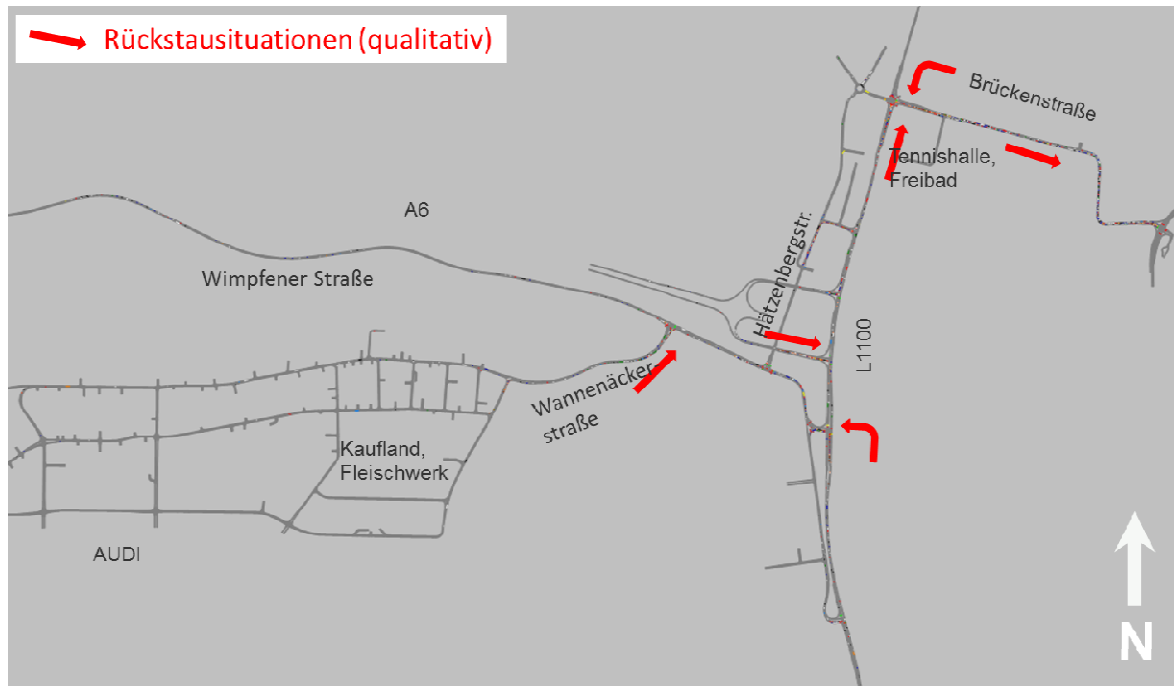 Rückstausituationen (qualitativ)
Brückenstraße
Tennishalle,
Freibad
A6
Wimpfener Straße
Hätzenbergstr.
L1100
Wannenäcker
straße
Kaufland,
Fleischwerk
AUDI
N